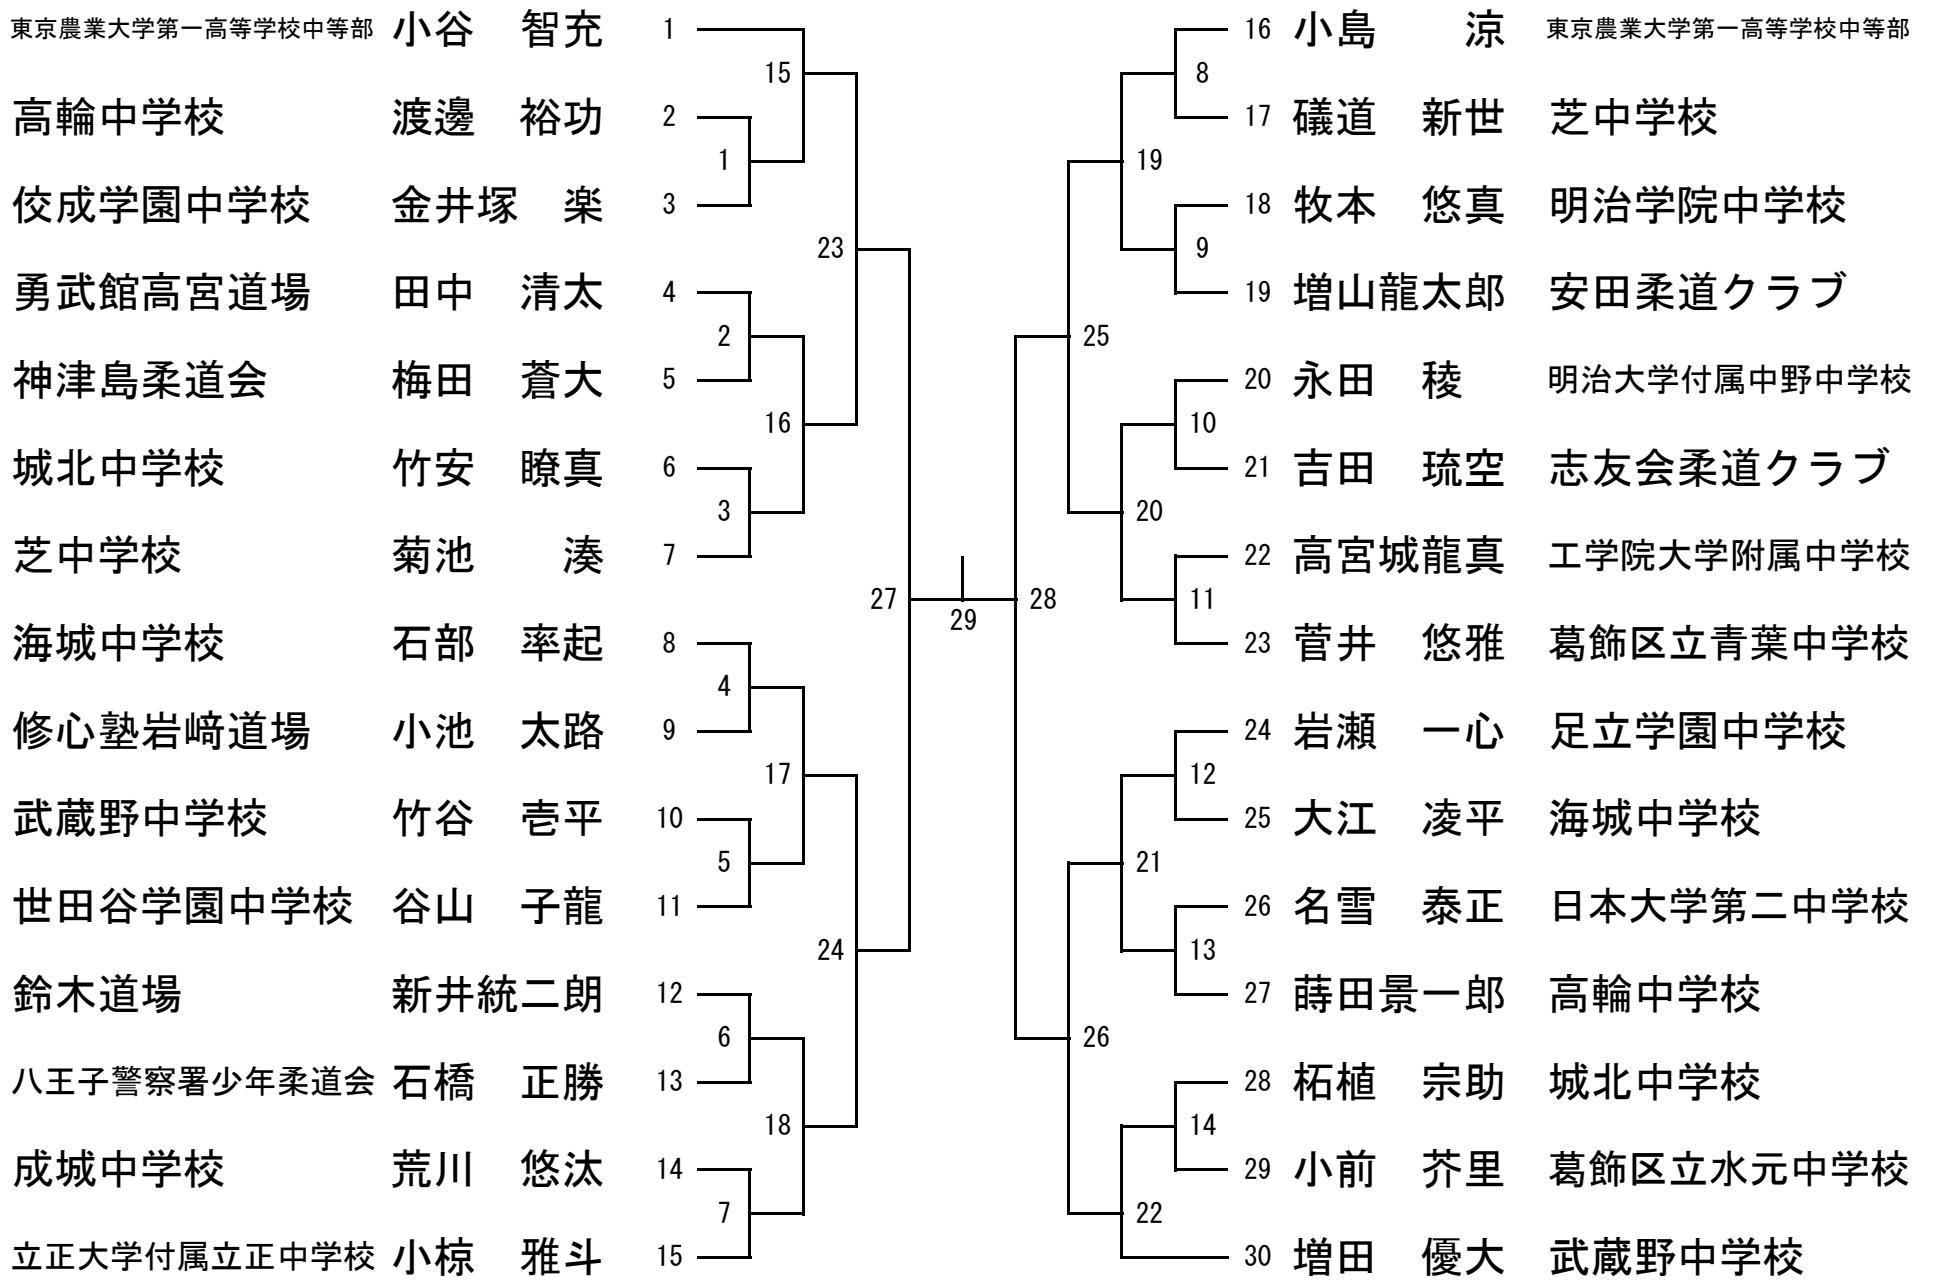 東京農業大学第一高等学校中等部 小谷 智充 1 16 小島 涼 東京農業大学第一高等学校中等部
15 8
高輪中学校 渡邊 裕功 2 17 礒道 新世 芝中学校
1 19
佼成学園中学校 金井塚 楽 3 18 牧本 悠真 明治学院中学校
23 9
勇武館高宮道場 田中 清太 4 19 増山龍太郎 安田柔道クラブ
2 25
神津島柔道会 梅田 蒼大 5 20 永田 稜 明治大学付属中野中学校
16 10
城北中学校 竹安 瞭真 6 21 吉田 琉空 志友会柔道クラブ
3 20
芝中学校 菊池 湊 7 22 高宮城龍真 工学院大学附属中学校
27 29 28 11
海城中学校 石部 率起 8 23 菅井 悠雅 葛飾区立青葉中学校
4
修心塾岩﨑道場 小池 太路 9 24 岩瀬 一心 足立学園中学校
17 12
武蔵野中学校 竹谷 壱平 10 25 大江 凌平 海城中学校
5 21
世田谷学園中学校 谷山 子龍 11 26 名雪 泰正 日本大学第二中学校
24 13
鈴木道場 新井統二朗 12 27 蒔田景一郎 高輪中学校
6 26
八王子警察署少年柔道会 石橋 正勝 13 28 柘植 宗助 城北中学校
18 14
成城中学校 荒川 悠汰 14 29 小前 芥里 葛飾区立水元中学校
7 22
立正大学付属立正中学校 小椋 雅斗 15 30 増田 優大 武蔵野中学校